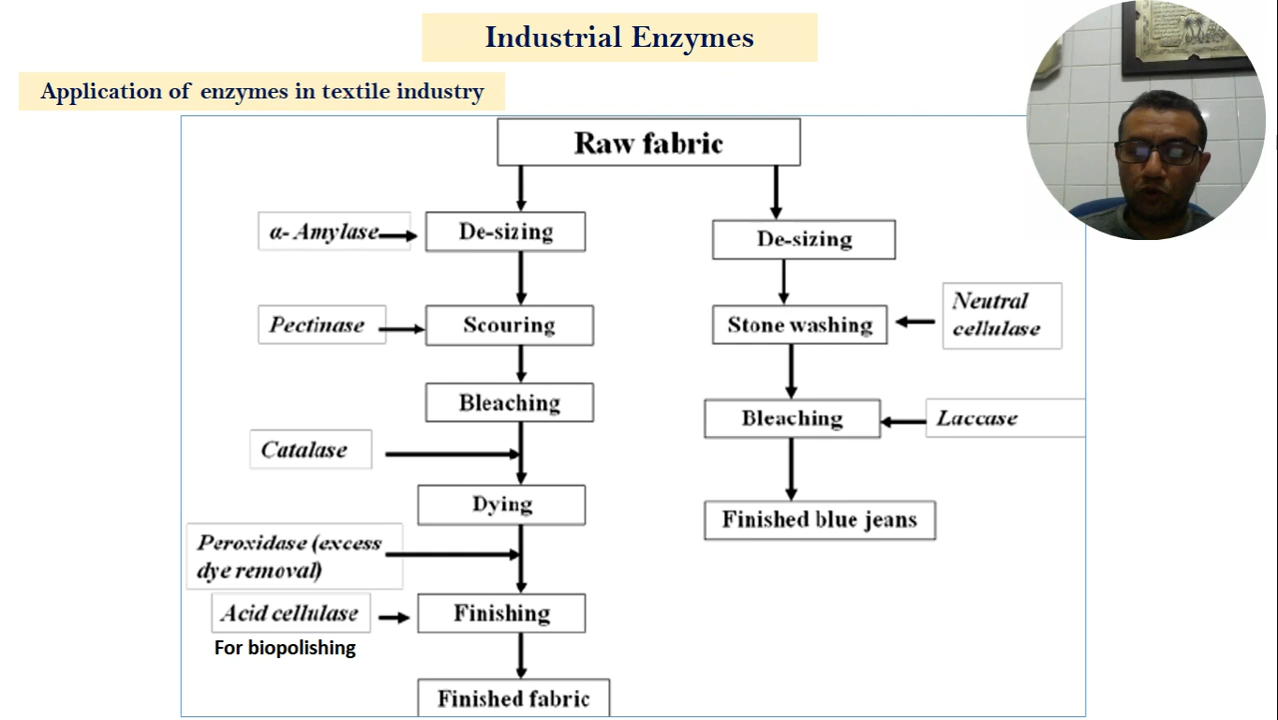 Industrial Enzymes
Application of enzymes in textile industry
Raw fabric
α- Amylase
De-sizing
Pectinase
Scouring
Bleaching
Catalase
Dying
Peroxidase (excess
dye removal)
Acid cellulase
For biopolishing
Finishing
Finished fabric
De-sizing
Stone washing
Neutral
cellulase
Bleaching
Laccase
Finished blue jeans